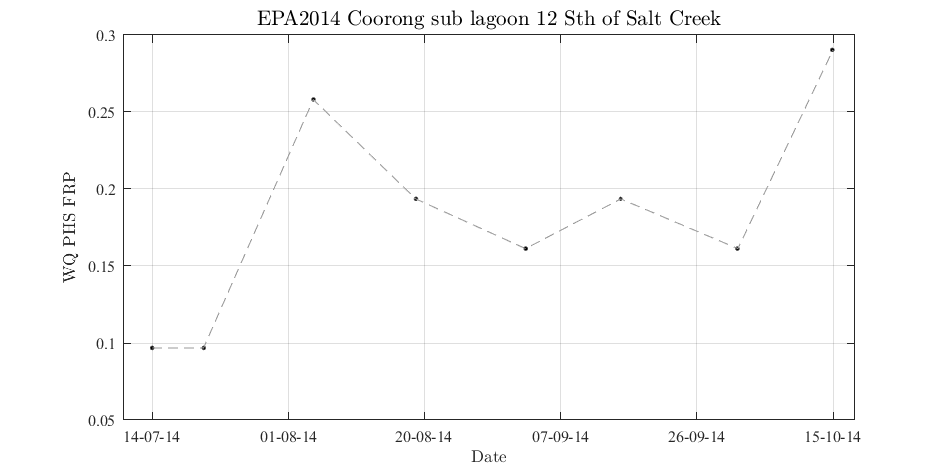 EPA2014 Coorong sub lagoon 12 Sth of Salt Creek
0.3
0.25
0.2
0.15
0.1
0.05
WQ PHS FRP
14-07-14 01-08-14 20-08-14 07-09-14 26-09-14 15-10-14
Date